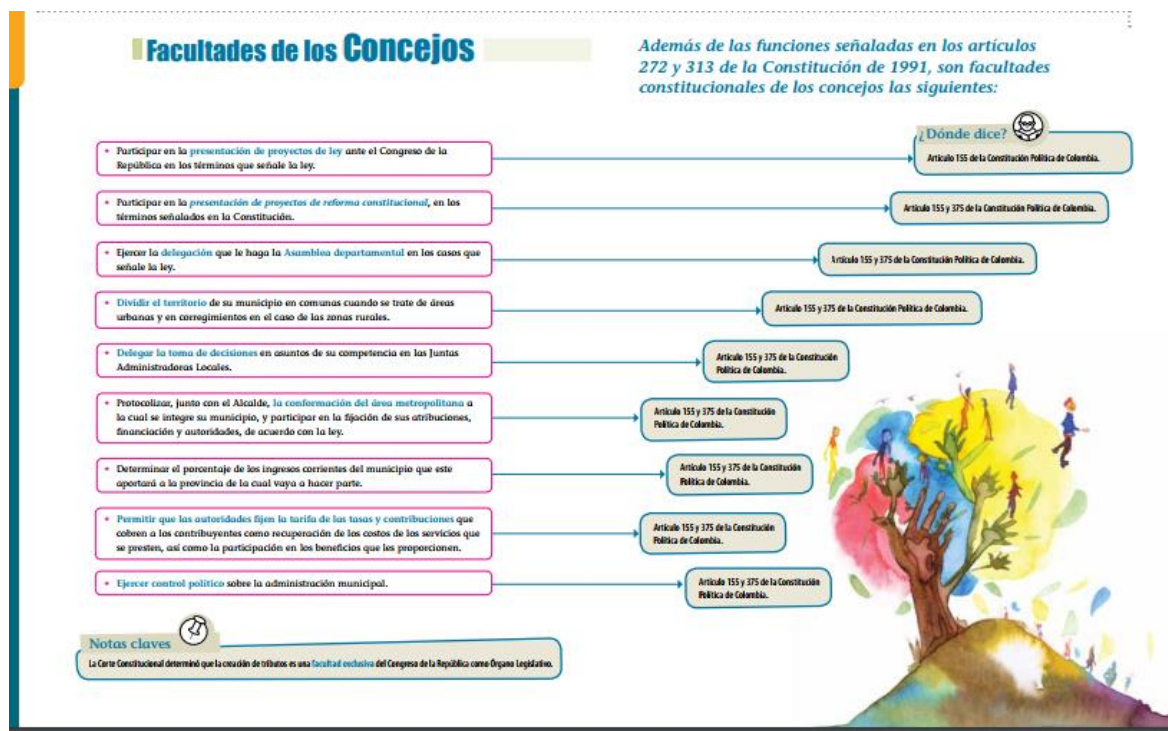 Facultades de los Concejos
Además de las funciones señaladas en los artículos
272 y 313 de la Constitución de 1991, son facultades
constitucionales de los concejos las siguientes:
¿Dónde dice?
• Participar en la presentación de proyectos de ley ante el Congreso de la
República en los términos que señale la ley.
Artículo 155 de la Constitución Política de Colombia.
• Participar en la presentación de proyectos de reforma constitucional, en los
términos señalados en la Constitución.
Artículo 155 y 375 de la Constitución Política de Colombia.
• Ejercer la delegación que le haga la Asamblea departamental en los casos que
señale la ley.
Artículo 155 y 375 de la Constitución Política de Colombia.
• Dividir el territorio de su municipio en comunas cuando se trate de áreas
urbanas y en corregimientos en el caso de las zonas rurales.
Artículo 155 y 375 de la Constitución Política de Colombia.
• Delegar la toma de decisiones en asuntos de su competencia en las Juntas
Administradoras Locales.
Artículo 155 y 375 de la Constitución
Política de Colombia.
• Protocolizar, junto con el Alcalde, la conformación del área metropolitana a
la cual se integre su municipio, y participar en la fijación de sus atribuciones,
financiación y autoridades, de acuerdo con la ley.
Artículo 155 y 375 de la Constitución
Política de Colombia.
• Determinar el porcentaje de los ingresos corrientes del municipio que este
aportará a la provincia de la cual vaya a hacer parte.
Artículo 155 y 375 de la Constitución
Política de Colombia.
• Permitir que las autoridades fijen la tarifa de las tasas y contribuciones que
cobren a los contribuyentes como recuperación de los costos de los servicios que
se presten, así como la participación en los beneficios que les proporcionen.
Artículo 155 y 375 de la Constitución
Política de Colombia.
• Ejercer control político sobre la administración municipal.
Artículo 155 y 375 de la Constitución
Política de Colombia.
Notas claves
La Corte Constitucional determinó que la creación de tributos es una facultad exclusiva del Congreso de la República como Órgano Legislativo.